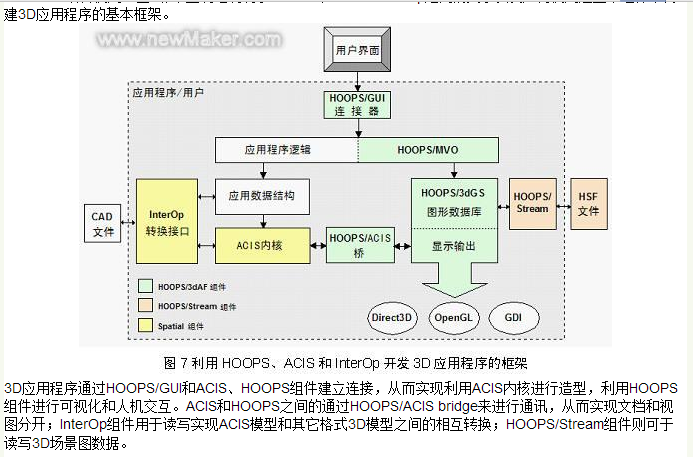 建3D应用程序的基本框架。
www.newMaker.com
用户界面
应用程序/用户
HOOPS/GUI
连接器
应用程序逻辑
HOOPS/MVO
应用数据结构
HOOPS/3dGS
图形数据库
HOOPS/
Stream
HSF
文件
CAD
文件
InterOp
转换接口
ACIS内核
HOOPS/ACIS
桥
显示输出
HOOPS/3dAF 组件
HOOPS/Stream 组件
Spatial 组件
Direct3D
OpenGL
GDI
图 7 利用 HOOPS、ACIS 和 InterOp 开发 3D 应用程序的框架
3D应用程序通过HOOPS/GUI和ACIS、HOOPS组件建立连接，从而实现利用ACIS内核进行造型，利用HOOPS
组件进行可视化和人机交互。ACIS和HOOPS之间的通过HOOPS/ACIS bridge来进行通讯，从而实现文档和视
图分开；InterOp组件用于读写实现ACIS模型和其它格式3D模型之间的相互转换；HOOPS/Stream组件则可于
读写3D场景图数据。